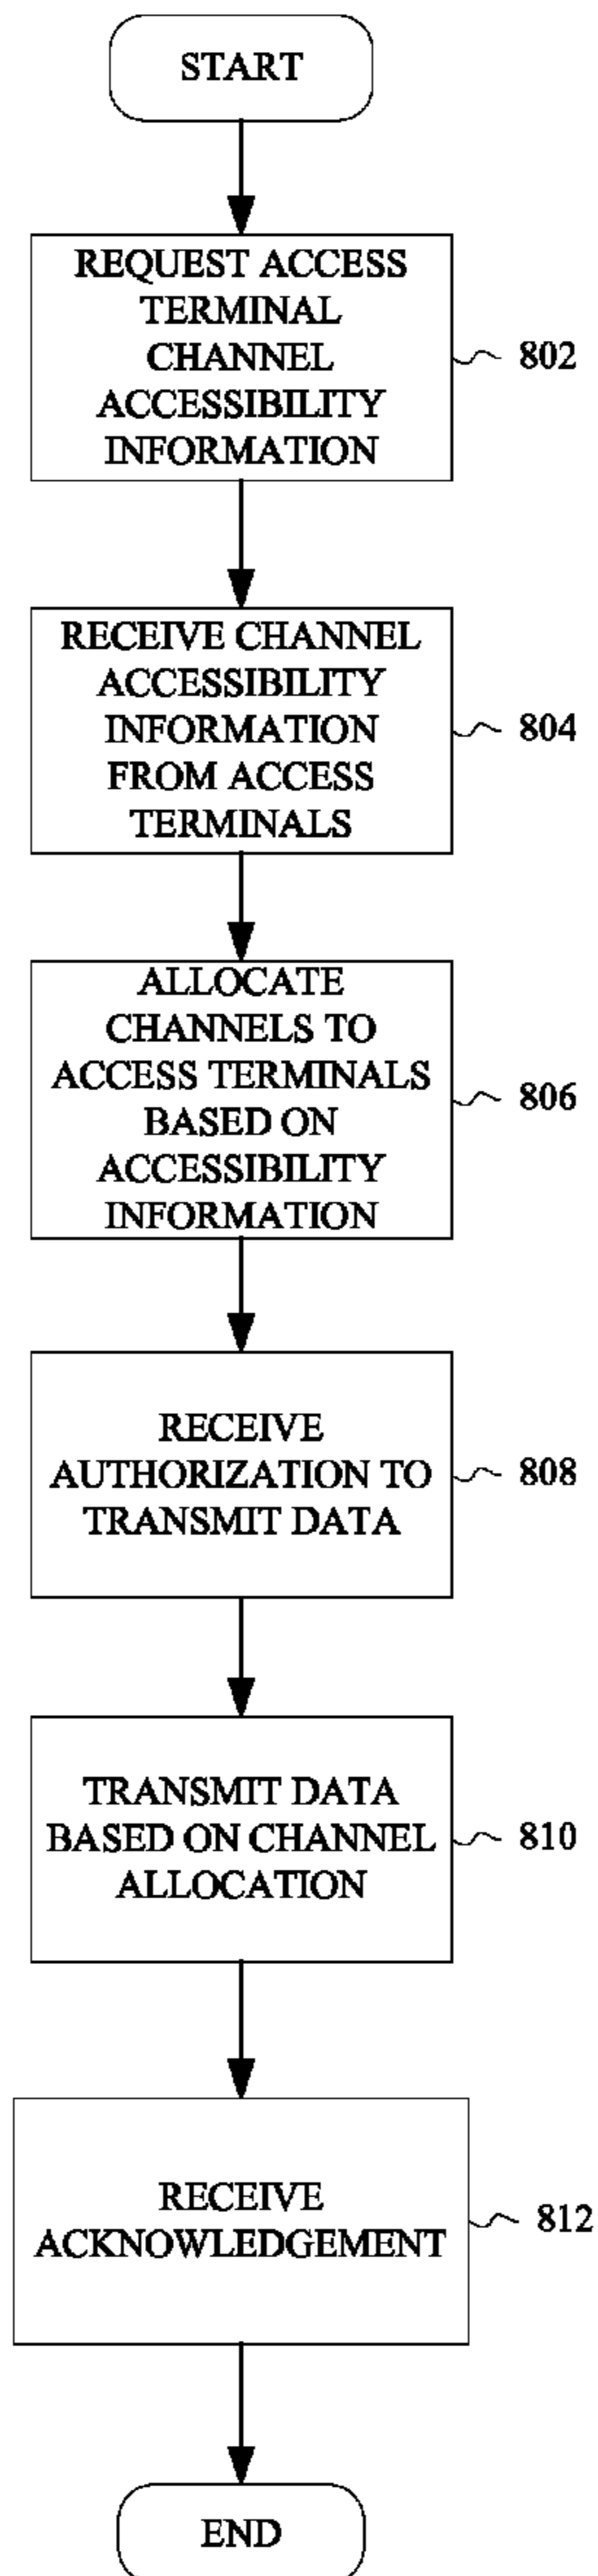 START
REQUEST ACCESS
TERMINAL
CHANNEL
ACCESSIBILITY
INFORMATION
802
RECEIVE CHANNEL
ACCESSIBILITY
INFORMATION
FROM ACCESS
TERMINALS
804
ALLOCATE
CHANNELS TO
ACCESS TERMINALS
BASED ON
ACCESSIBILITY
INFORMATION
806
RECEIVE
AUTHORIZATION TO
TRANSMIT DATA
808
TRANSMIT DATA
BASED ON CHANNEL
ALLOCATION
810
RECEIVE
ACKNOWLEDGEMENT
812
END